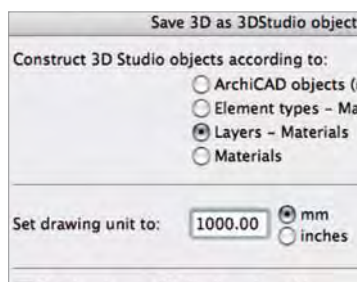 Save 3D as 3DStudio object
Construct 3D Studio objects according to:
ArchiCAD objects (
Element types – Ma
Layers – Materials
Materials
Set drawing unit to: 1000.00 mm
inches